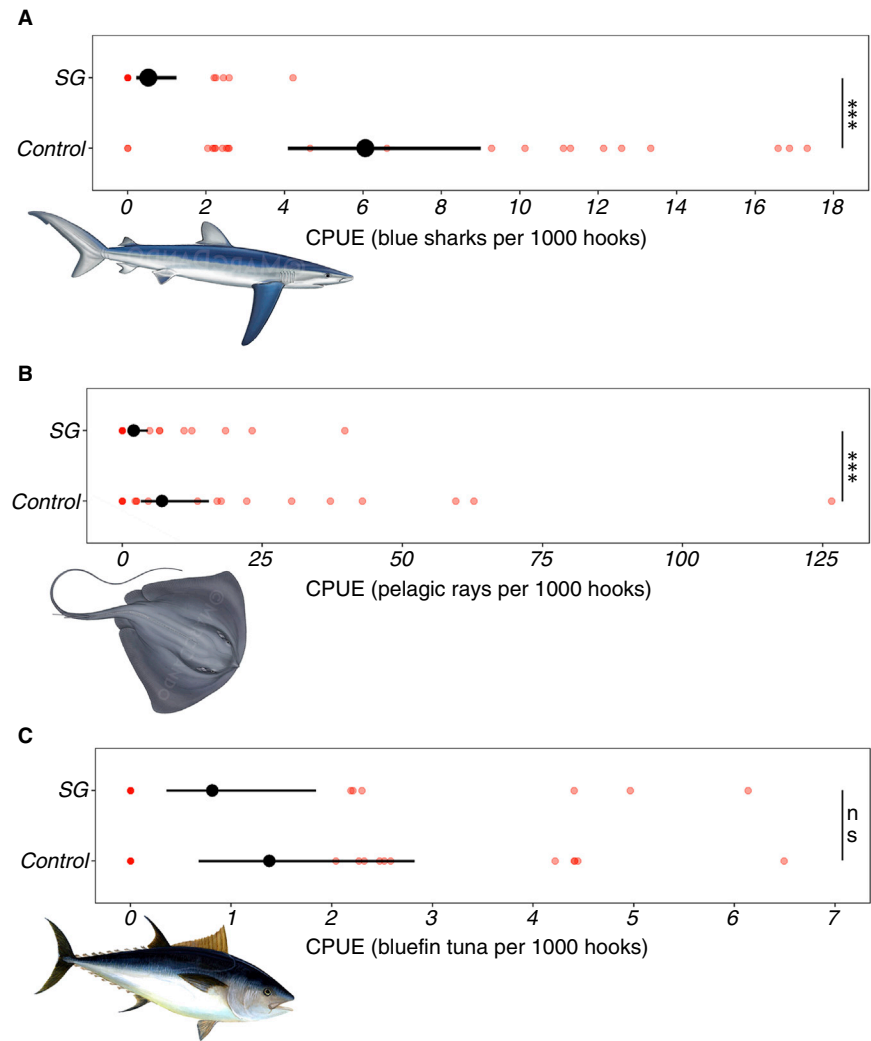 A
SG
Control
***
0 2 4 6 8 10 12 14 16 18
CPUE (blue sharks per 1000 hooks)
B
SG
Control
***
0 25 50 75 100 125
CPUE (pelagic rays per 1000 hooks)
C
SG
Control
ns
0 1 2 3 4 5 6 7
CPUE (bluefin tuna per 1000 hooks)